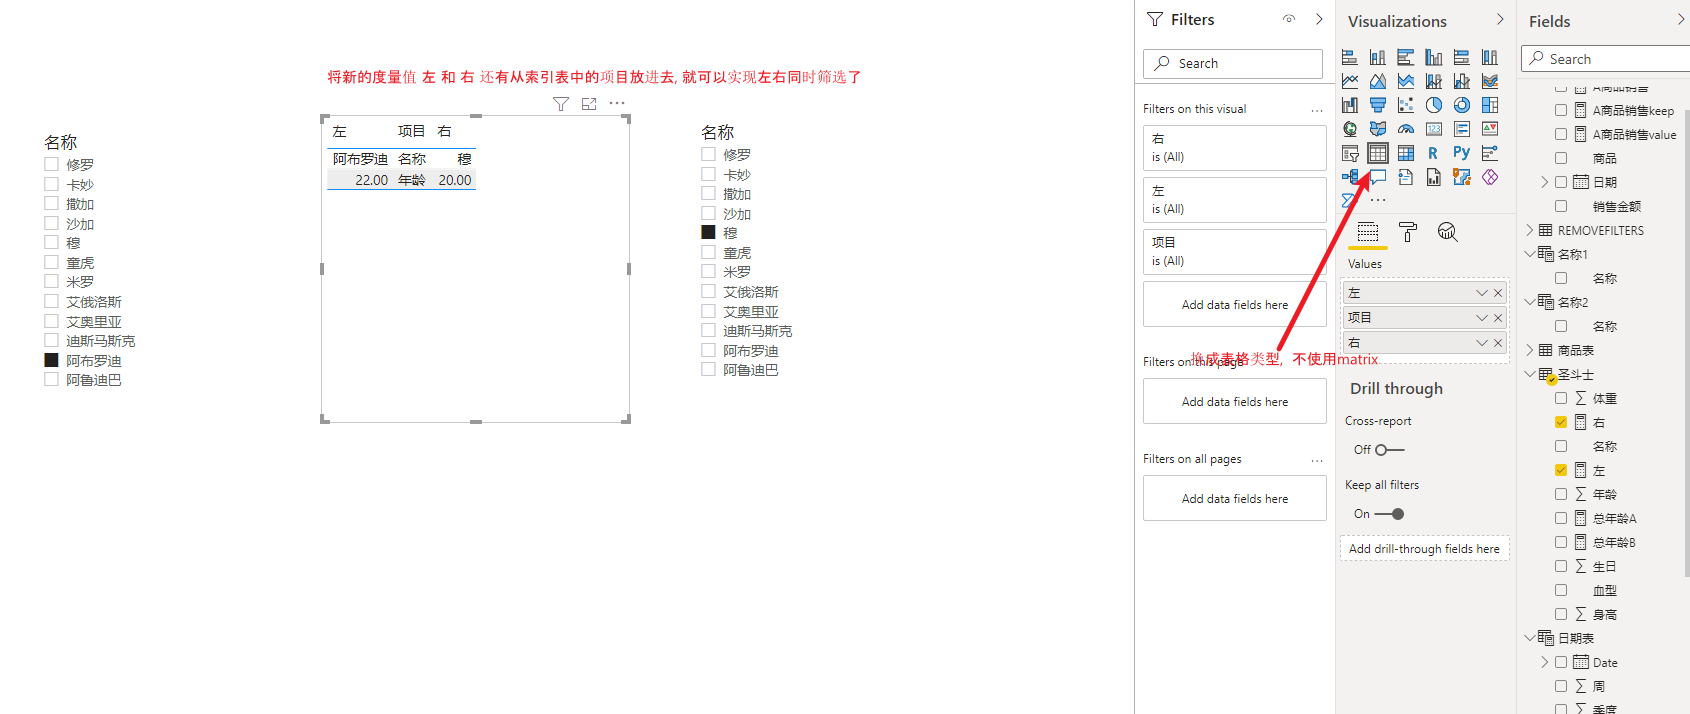 将新的度量值 左 和 右 还有从索引表中的项目放进去, 就可以实现左右同时筛选了
名称
修罗
卡妙
撒加
沙加
穆
童虎
米罗
艾俄洛斯
艾奥里亚
迪斯马斯克
阿布罗迪
阿鲁迪巴
左 项目 右
阿布罗迪 名称 穆
22.00 年龄 20.00
名称
修罗
卡妙
撒加
沙加
穆
童虎
米罗
艾俄洛斯
艾奥里亚
迪斯马斯克
阿布罗迪
阿鲁迪巴
Filters
Search
Filters on this visual
右
is (All)
左
is (All)
项目
is (All)
Add data fields here
Filters on this page
换成表格类型, 不使用matrix
Add data fields here
Filters on all pages
Add data fields here
Visualizations
R
Py
123
Values
左
项目
右
Drill through
Cross-report
Off
Keep all filters
On
Add drill-through fields here
Fields
Search
A商品销售
A商品销售keep
A商品销售value
商品
日期
销售金额
REMOVEFILTERS
名称1
名称
名称2
名称
商品表
圣斗士
体重
右
名称
左
年龄
总年龄A
总年龄B
生日
血型
身高
日期表
Date
周
季度